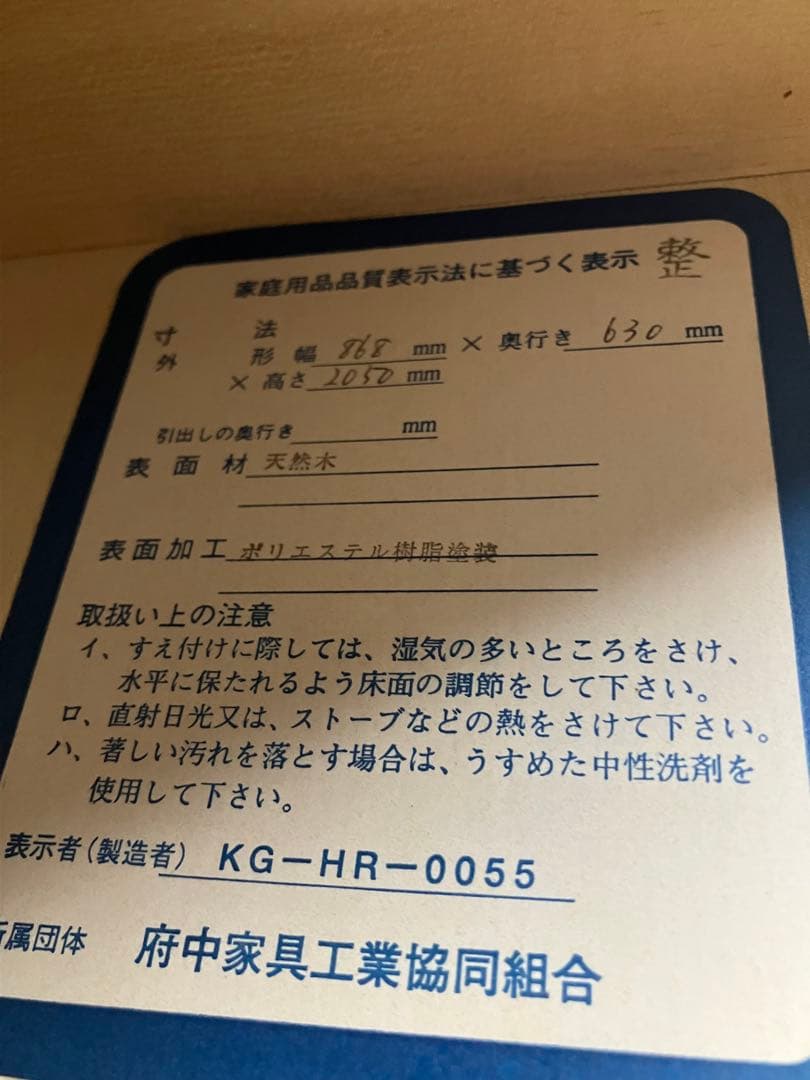 家庭用品品質表示法に基づく表示 整
寸法
外形 幅 868 mm × 奥行き 630 mm
× 高さ 2050 mm
引出しの奥行き mm
表面材 天然木
表面加工 ポリエステル樹脂塗装
取扱い上の注意
イ、すえ付けに際しては、湿気の多いところをさけ、
水平に保たれるよう床面の調節をして下さい。
ロ、直射日光又は、ストーブなどの熱をさけて下さい。
ハ、著しい汚れを落とす場合は、うすめた中性洗剤を
使用して下さい。
表示者(製造者) KG-HR-0055
所属団体 府中家具工業協同組合